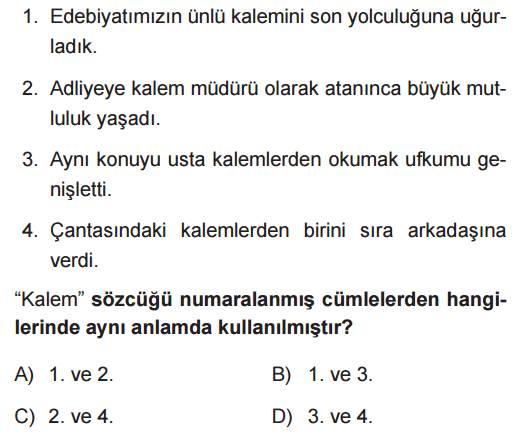 1. Edebiyatımızın ünlü kalemini son yolculuğuna uğur-
ladık.
2. Adliyeye kalem müdürü olarak atanınca büyük mut-
luluk yaşadı.
3. Aynı konuyu usta kalemlerden okumak ufkumu ge-
nişletti.
4. Çantasındaki kalemlerden birini sıra arkadaşına
verdi.
“Kalem” sözcüğü numaralanmış cümlelerden hangi-
lerinde aynı anlamda kullanılmıştır?
A) 1. ve 2. B) 1. ve 3.
C) 2. ve 4. D) 3. ve 4.